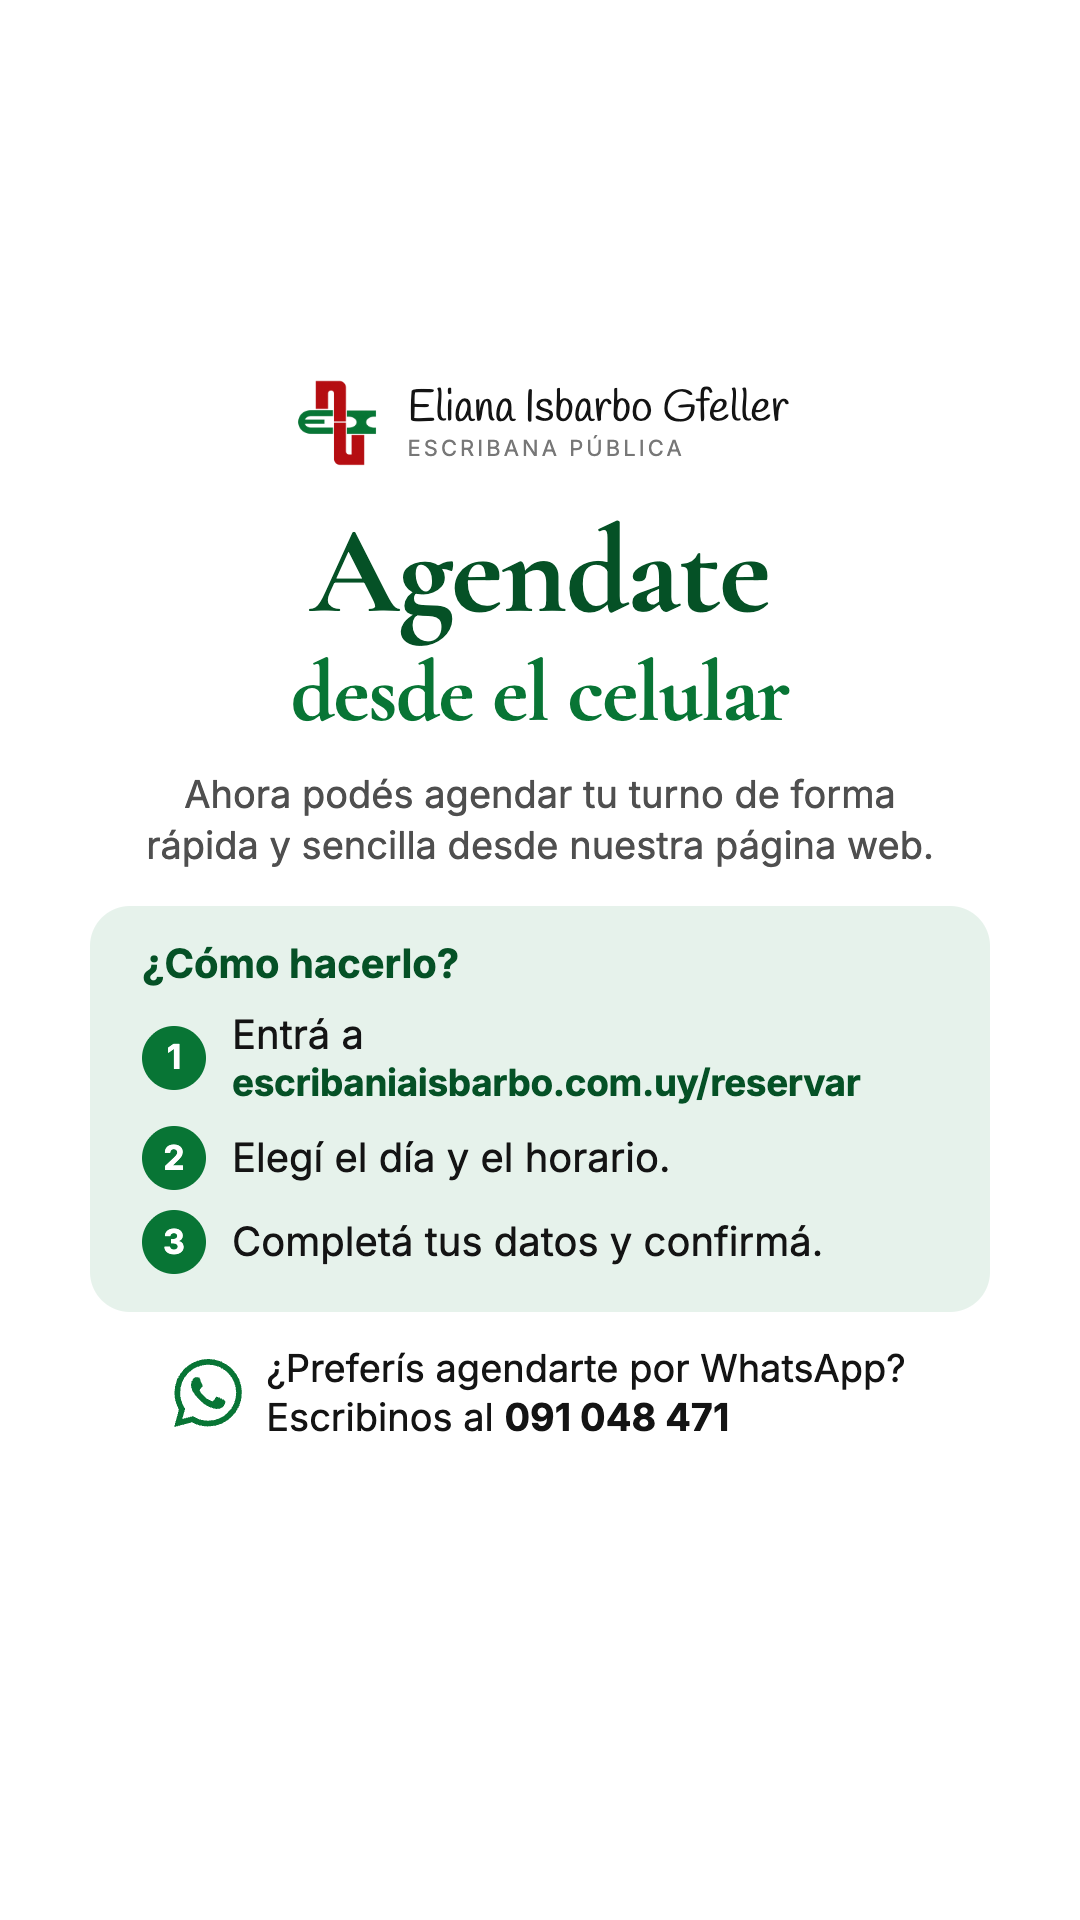 Eliana Isbarbo Gfeller
ESCRIBANA PÚBLICA
Agendate
desde el celular
Ahora podés agendar tu turno de forma
rápida y sencilla desde nuestra página web.
¿Cómo hacerlo?
1 Entrá a
escribaniaisbarbo.com.uy/reservar
2 Elegí el día y el horario.
3 Completá tus datos y confirmá.
¿Preferís agendarte por WhatsApp?
Escribinos al 091 048 471